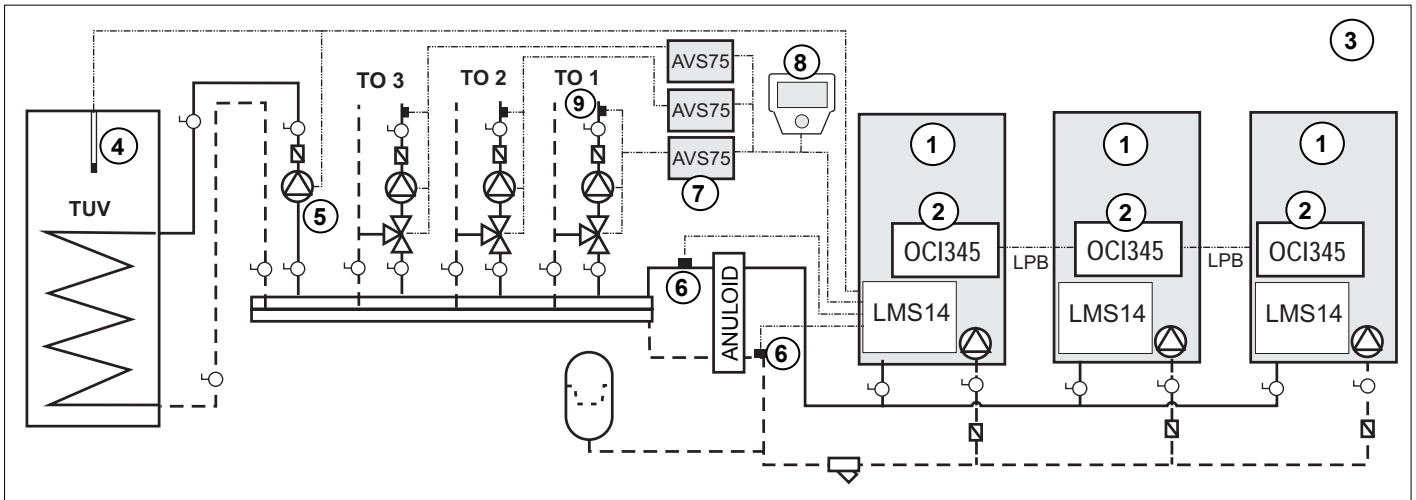 3
8
AVS75
AVS75
AVS75
7
TO 3
TO 2
TO 1
9
4
TUV
5
6
ANULOID
6
1
1
1
2
2
2
OCI345
LPB
OCI345
LPB
OCI345
LMS14
LMS14
LMS14